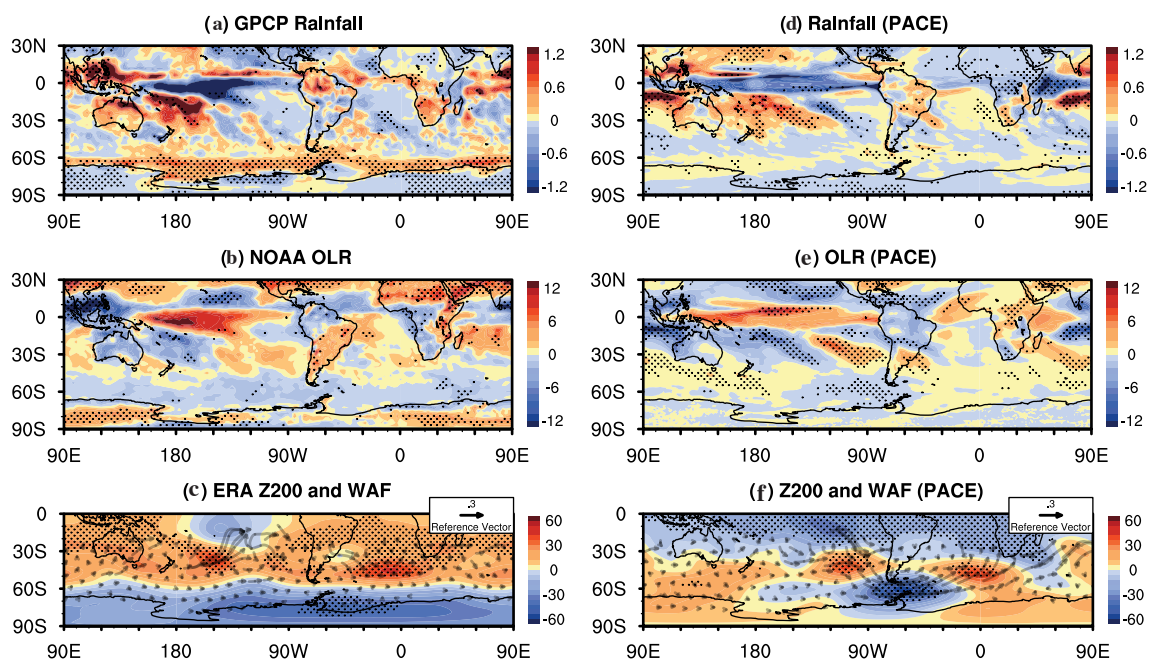 (a) GPCP Rainfall
30N
0
30S
60S
90S
90E 180 90W 0 90E
1.2
0.6
0
-0.6
-1.2
(d) Rainfall (PACE)
30N
0
30S
60S
90S
90E 180 90W 0 90E
1.2
0.6
0
-0.6
-1.2
(b) NOAA OLR
30N
0
30S
60S
90S
90E 180 90W 0 90E
12
6
0
-6
-12
(e) OLR (PACE)
30N
0
30S
60S
90S
90E 180 90W 0 90E
12
6
0
-6
-12
(c) ERA Z200 and WAF
.3
Reference Vector
0
30S
60S
90S
90E 180 90W 0 90E
60
30
0
-30
-60
(f) Z200 and WAF (PACE)
.3
Reference Vector
0
30S
60S
90S
90E 180 90W 0 90E
60
30
0
-30
-60